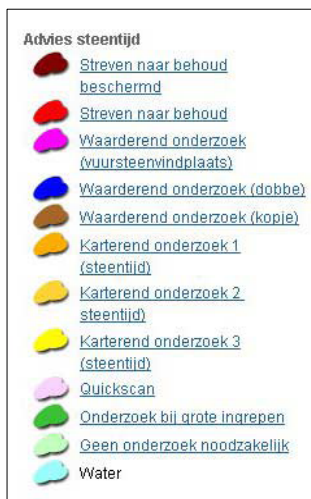 Advies steentijd
Streven naar behoud
beschermd
Streven naar behoud
Waarderend onderzoek
(vuursteenvindplaats)
Waarderend onderzoek (dobbe)
Waarderend onderzoek (kopje)
Karterend onderzoek 1
(steentijd)
Karterend onderzoek 2
steentijd)
Karterend onderzoek 3
(steentijd)
Quickscan
Onderzoek bij grote ingrepen
Geen onderzoek noodzakelijk
Water